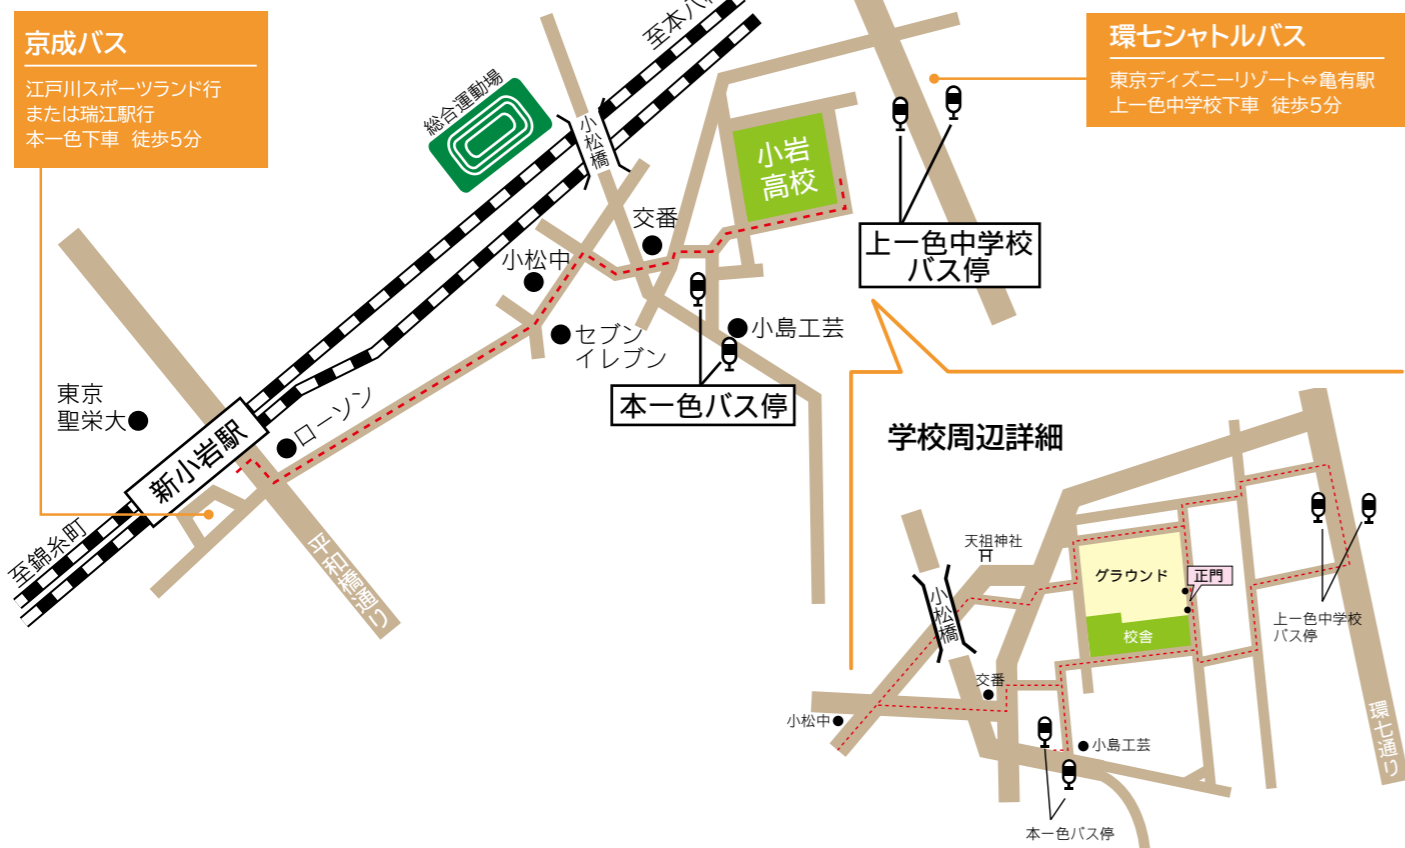 京成バス
江戸川スポーツランド行
または瑞江駅行
本一色下車 徒歩5分
環七シャトルバス
東京ディズニーリゾート⇔亀有駅
上一色中学校下車 徒歩5分
総合運動場
小松橋
小岩
高校
交番
小松中
上一色中学校
バス停
セブン
イレブン
小島工芸
本一色バス停
東京
聖栄大
ローソン
新小岩駅
至錦糸町
平和橋通り
学校周辺詳細
天祖神社
グラウンド
正門
小松橋
校舎
上一色中学校
バス停
交番
小松中
小島工芸
環七通り
本一色バス停